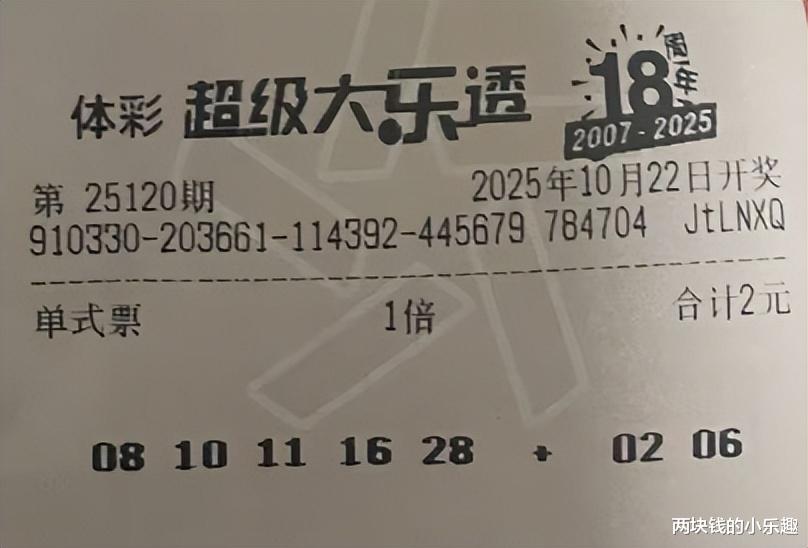 体彩 超级大乐透 18周年
2007-2025
第 25120期 2025年10月22日开奖
910330-203661-114392-445679 784704 JtLNXQ
单式票 1倍 合计2元
08 10 11 16 28 + 02 06
两块钱的小乐趣